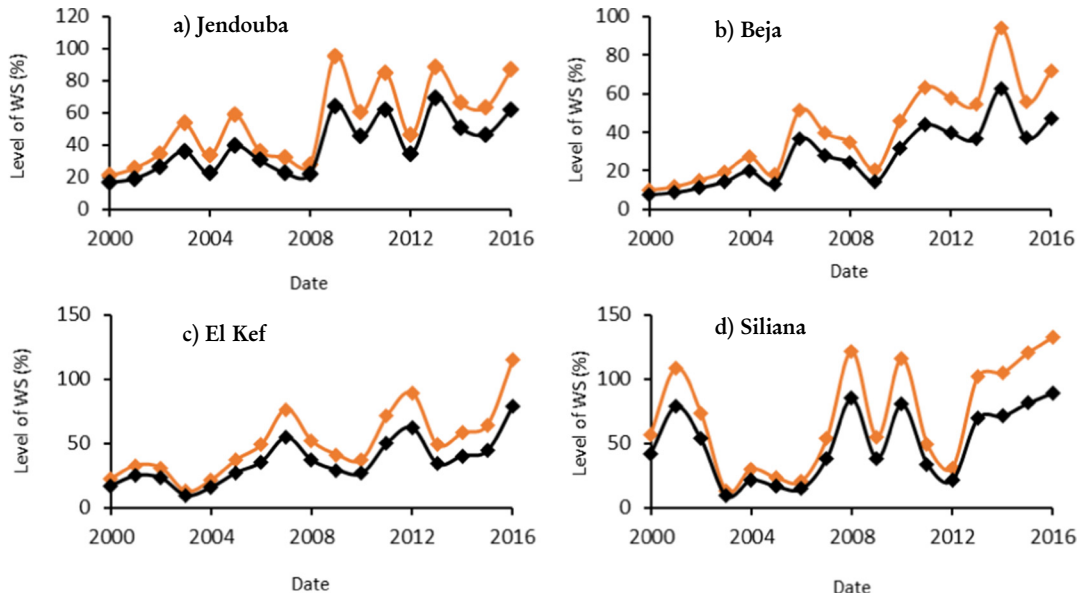 a) Jendouba
Level of WS (%)
120
100
80
60
40
20
0
2000 2004 2008 2012 2016
Date
b) Beja
Level of WS (%)
100
80
60
40
20
0
2000 2004 2008 2012 2016
Date
c) El Kef
Level of WS (%)
150
100
50
0
2000 2004 2008 2012 2016
Date
d) Siliana
Level of WS (%)
150
100
50
0
2000 2004 2008 2012 2016
Date